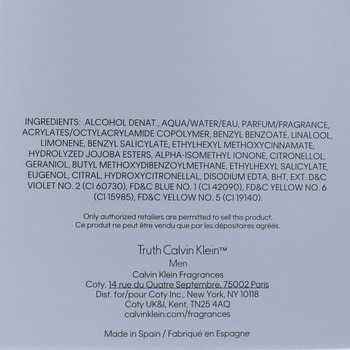 INGREDIENTS: ALCOHOL DENAT., AQUA/WATER/EAU, PARFUM/FRAGRANCE,
ACRYLATES/OCTYLACRYLAMIDE COPOLYMER, BENZYL BENZOATE, LINALOOL,
LIMONENE, BENZYL SALICYLATE, ETHYLHEXYL METHOXYCINNAMATE,
HYDROLYZED JOJOBA ESTERS, ALPHA-ISOMETHYL IONONE, CITRONELLOL,
GERANIOL, BUTYL METHOXYDIBENZOYLMETHANE, ETHYLHEXYL SALICYLATE,
EUGENOL, CITRAL, HYDROXYCITRONELLAL, DISODIUM EDTA, BHT, EXT. D&C
VIOLET NO. 2 (CI 60730), FD&C BLUE NO. 1 (CI 42090), FD&C YELLOW NO. 6
(CI 15985), FD&C YELLOW NO. 5 (CI 19140).
Only authorized retailers are permitted to sell this product.
Ce produit ne peut être vendu que par les dépositaires agréés.
Truth Calvin Klein™
Men
Calvin Klein Fragrances
Coty, 14 rue du Quatre Septembre, 75002 Paris
Dist. for/pour Coty Inc., New York, NY 10118
Coty UK&I, Kent, TN25 4AQ
calvinklein.com/fragrances
Made in Spain / Fabriqué en Espagne